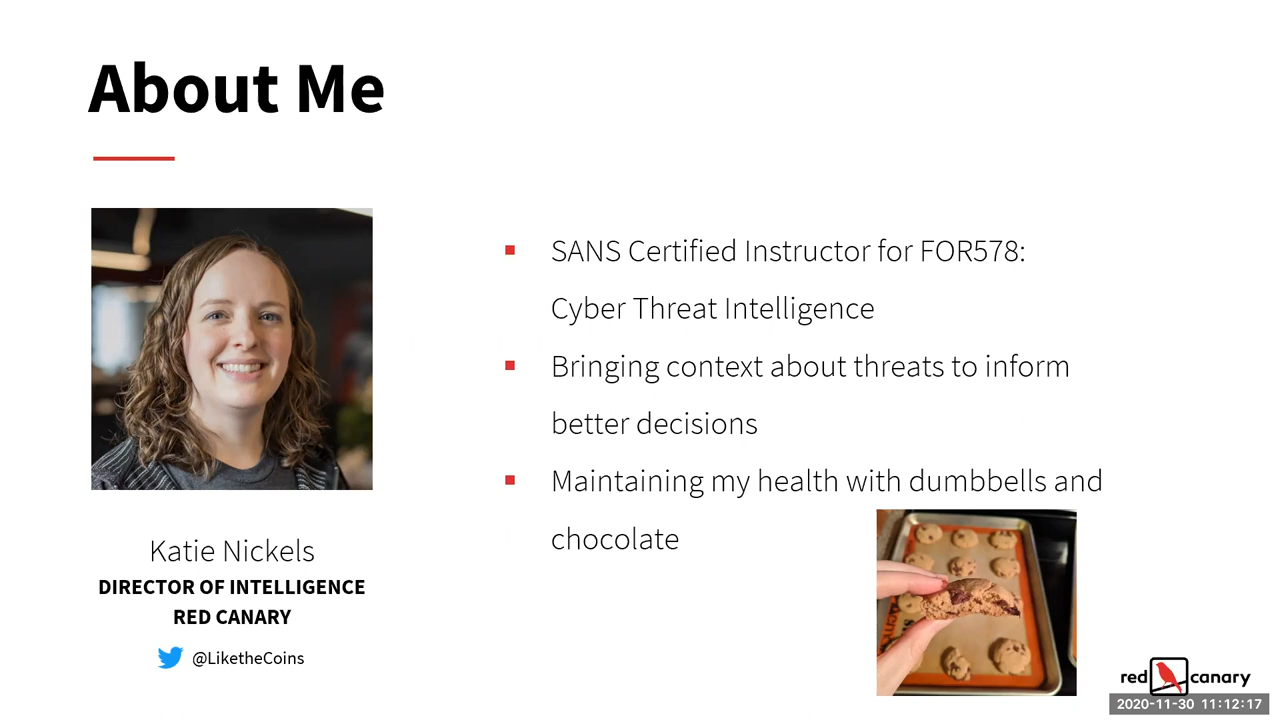 About Me
SANS Certified Instructor for FOR578:
Cyber Threat Intelligence
Bringing context about threats to inform
better decisions
Maintaining my health with dumbbells and
chocolate
Katie Nickels
DIRECTOR OF INTELLIGENCE
RED CANARY
@LiketheCoins
red canary
2020-11-30 11:12:17